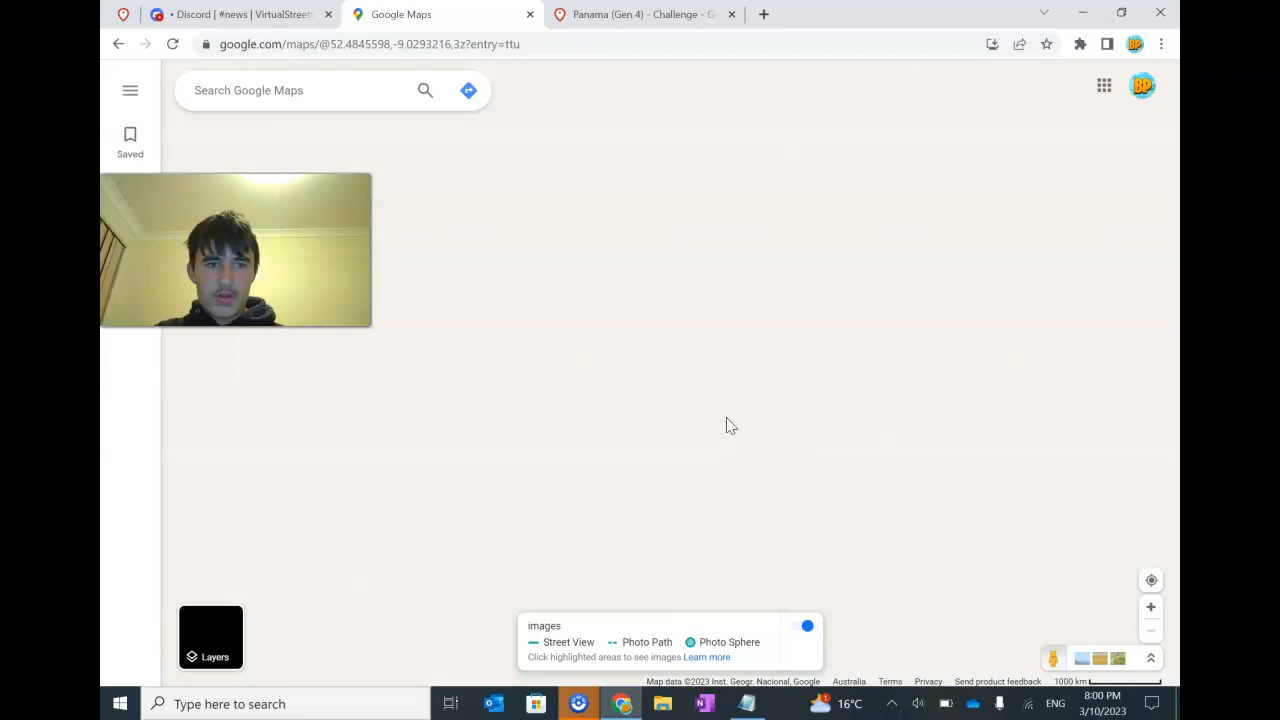 • Discord | #news | VirtualStreets
Google Maps
Panama (Gen 4) - Challenge - G
google.com/maps/@52.4845598,-9.0293216,3z?entry=ttu
BP
Search Google Maps
BP
Saved
images
Street View
Photo Path
Photo Sphere
Click highlighted areas to see images Learn more
Layers
Map data ©2023 Inst. Geogr. Nacional, Google
Australia
Terms
Privacy
Send product feedback
1000 km
Type here to search
16°C
ENG
8:00 PM
3/10/2023